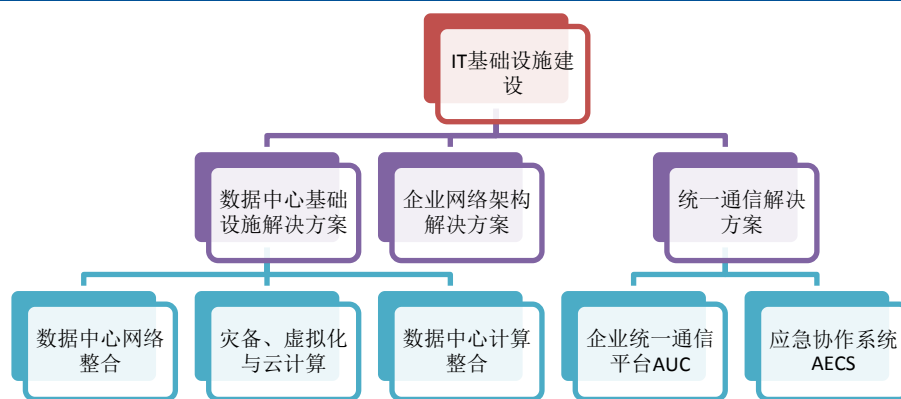 IT基础设施建
设
数据中心基础
设施解决方案
企业网络架构
解决方案
统一通信解决
方案
数据中心网络
整合
灾备、虚拟化
与云计算
数据中心计算
整合
企业统一通信
平台AUC
应急协作系统
AECS